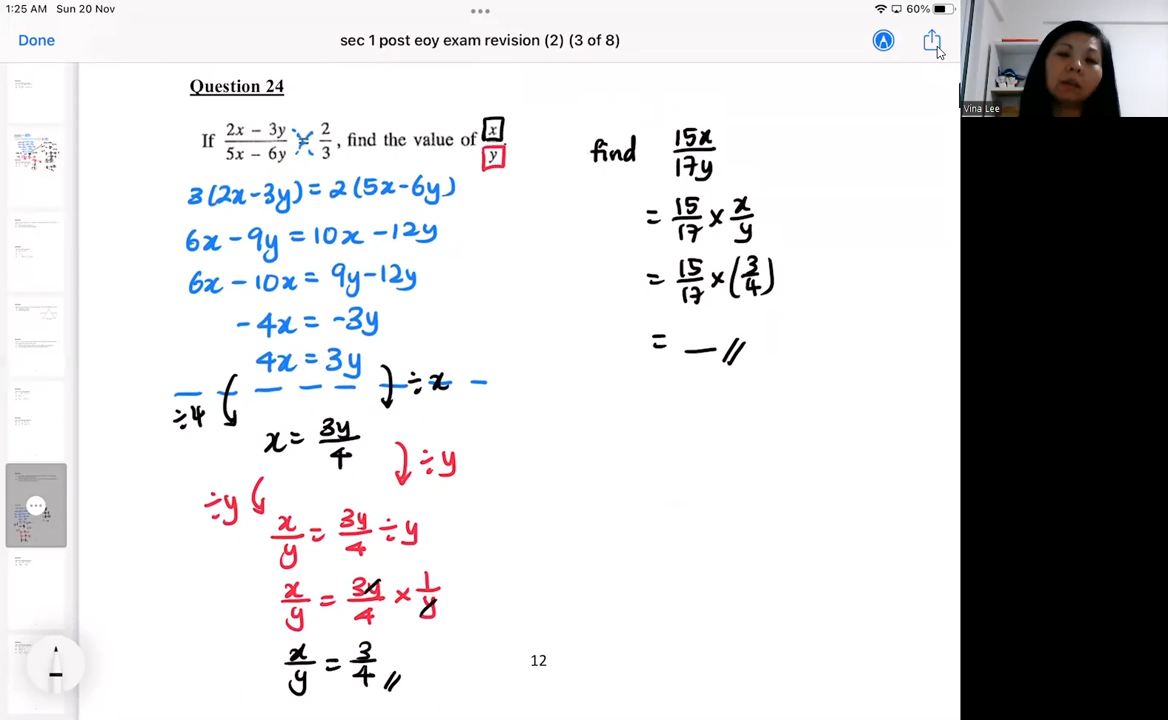 1:25 AM Sun 20 Nov
60%
Done
sec 1 post eoy exam revision (2) (3 of 8)
Vina Lee
Question 24
If (2x - 3y)/(5x - 6y) = 2/3, find the value of x/y.
3(2x-3y) = 2(5x-6y)
6x - 9y = 10x - 12y
6x - 10x = 9y - 12y
-4x = -3y
4x = 3y
÷4 ÷x
x = 3y/4
÷y ÷y
x/y = 3y/4 ÷ y
x/y = 3y/4 × 1/y
x/y = 3/4 //
find 15x/17y
= 15/17 × x/y
= 15/17 × (3/4)
= — //
12